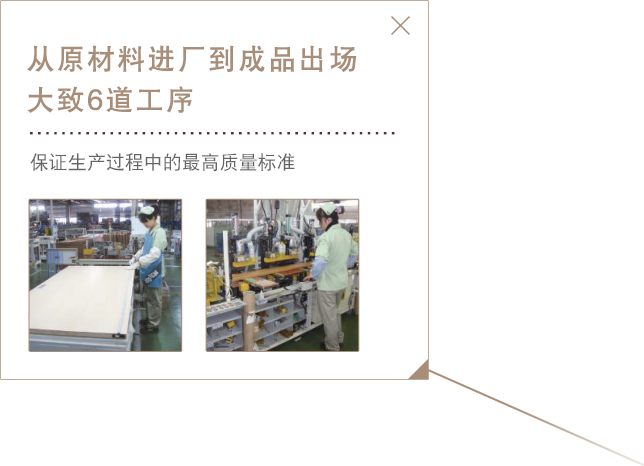 从原材料进厂到成品出场
大致6道工序
保证生产过程中的最高质量标准